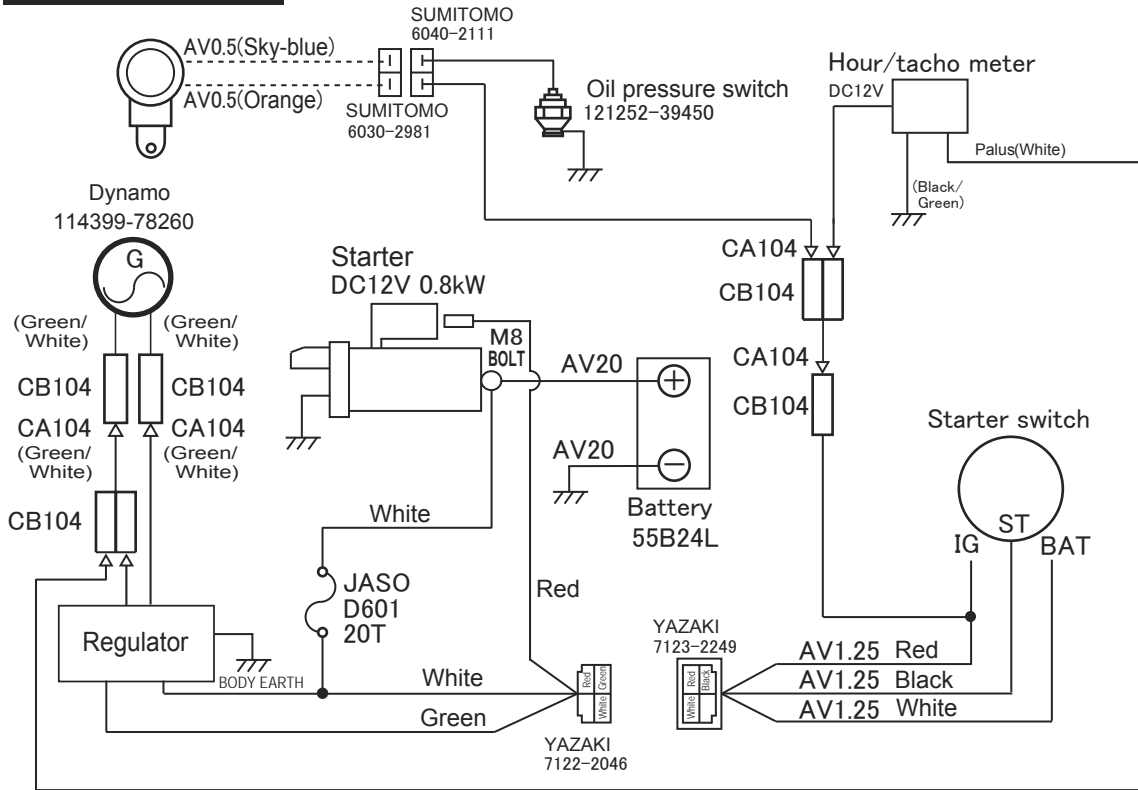 SUMITOMO
6040-2111
AV0.5(Sky-blue)
AV0.5(Orange)
SUMITOMO
6030-2981
Oil pressure switch
121252-39450
Hour/tacho meter
DC12V
Palus(White)
(Black/
Green)
Dynamo
114399-78260
G
(Green/
White)
(Green/
White)
CB104
CB104
CA104
CA104
(Green/
White)
(Green/
White)
CB104
Regulator
BODY EARTH
Starter
DC12V 0.8kW
M8
BOLT
AV20
AV20
Battery
55B24L
White
JASO
D601
20T
Red
White
Green
Red
Green
White
YAZAKI
7122-2046
CA104
CB104
CA104
CB104
Starter switch
ST
IG
BAT
YAZAKI
7123-2249
Red
Black
White
AV1.25 Red
AV1.25 Black
AV1.25 White